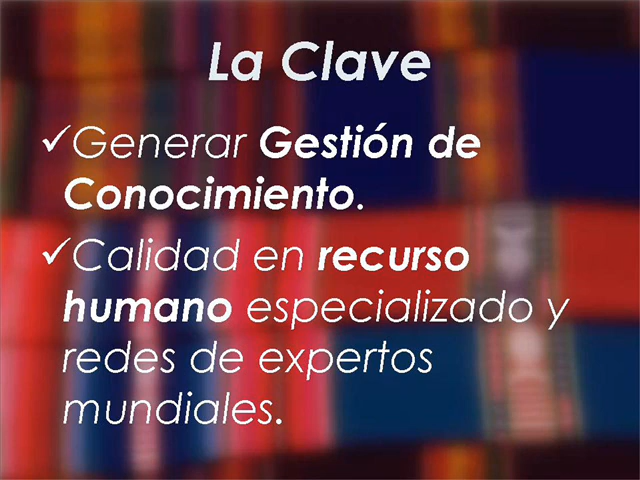 La Clave
✓Generar Gestión de
Conocimiento.
✓Calidad en recurso
humano especializado y
redes de expertos
mundiales.